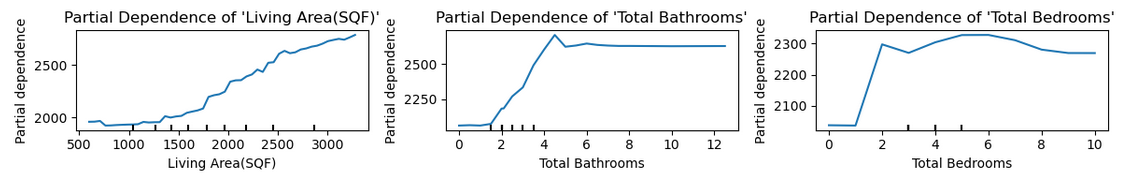 Partial Dependence of 'Living Area(SQF)'
Partial dependence
2500
2000
500 1000 1500 2000 2500 3000
Living Area(SQF)
Partial Dependence of 'Total Bathrooms'
Partial dependence
2500
2250
0 2 4 6 8 10 12
Total Bathrooms
Partial Dependence of 'Total Bedrooms'
Partial dependence
2300
2200
2100
0 2 4 6 8 10
Total Bedrooms